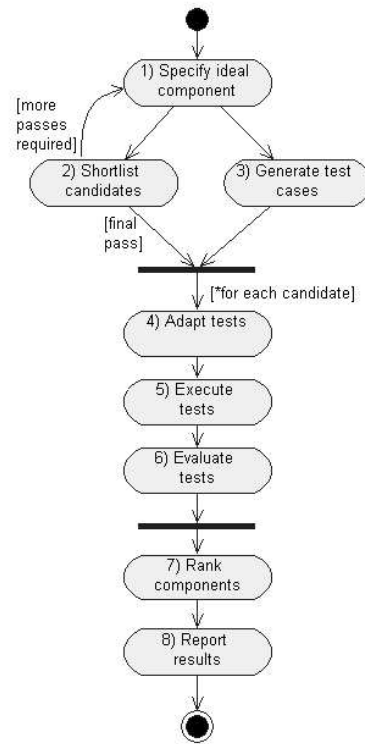 1) Specify ideal
component
[more
passes
required]
2) Shortlist
candidates
3) Generate test
cases
[final
pass]
[*for each candidate]
4) Adapt tests
5) Execute
tests
6) Evaluate
tests
7) Rank
components
8) Report
results